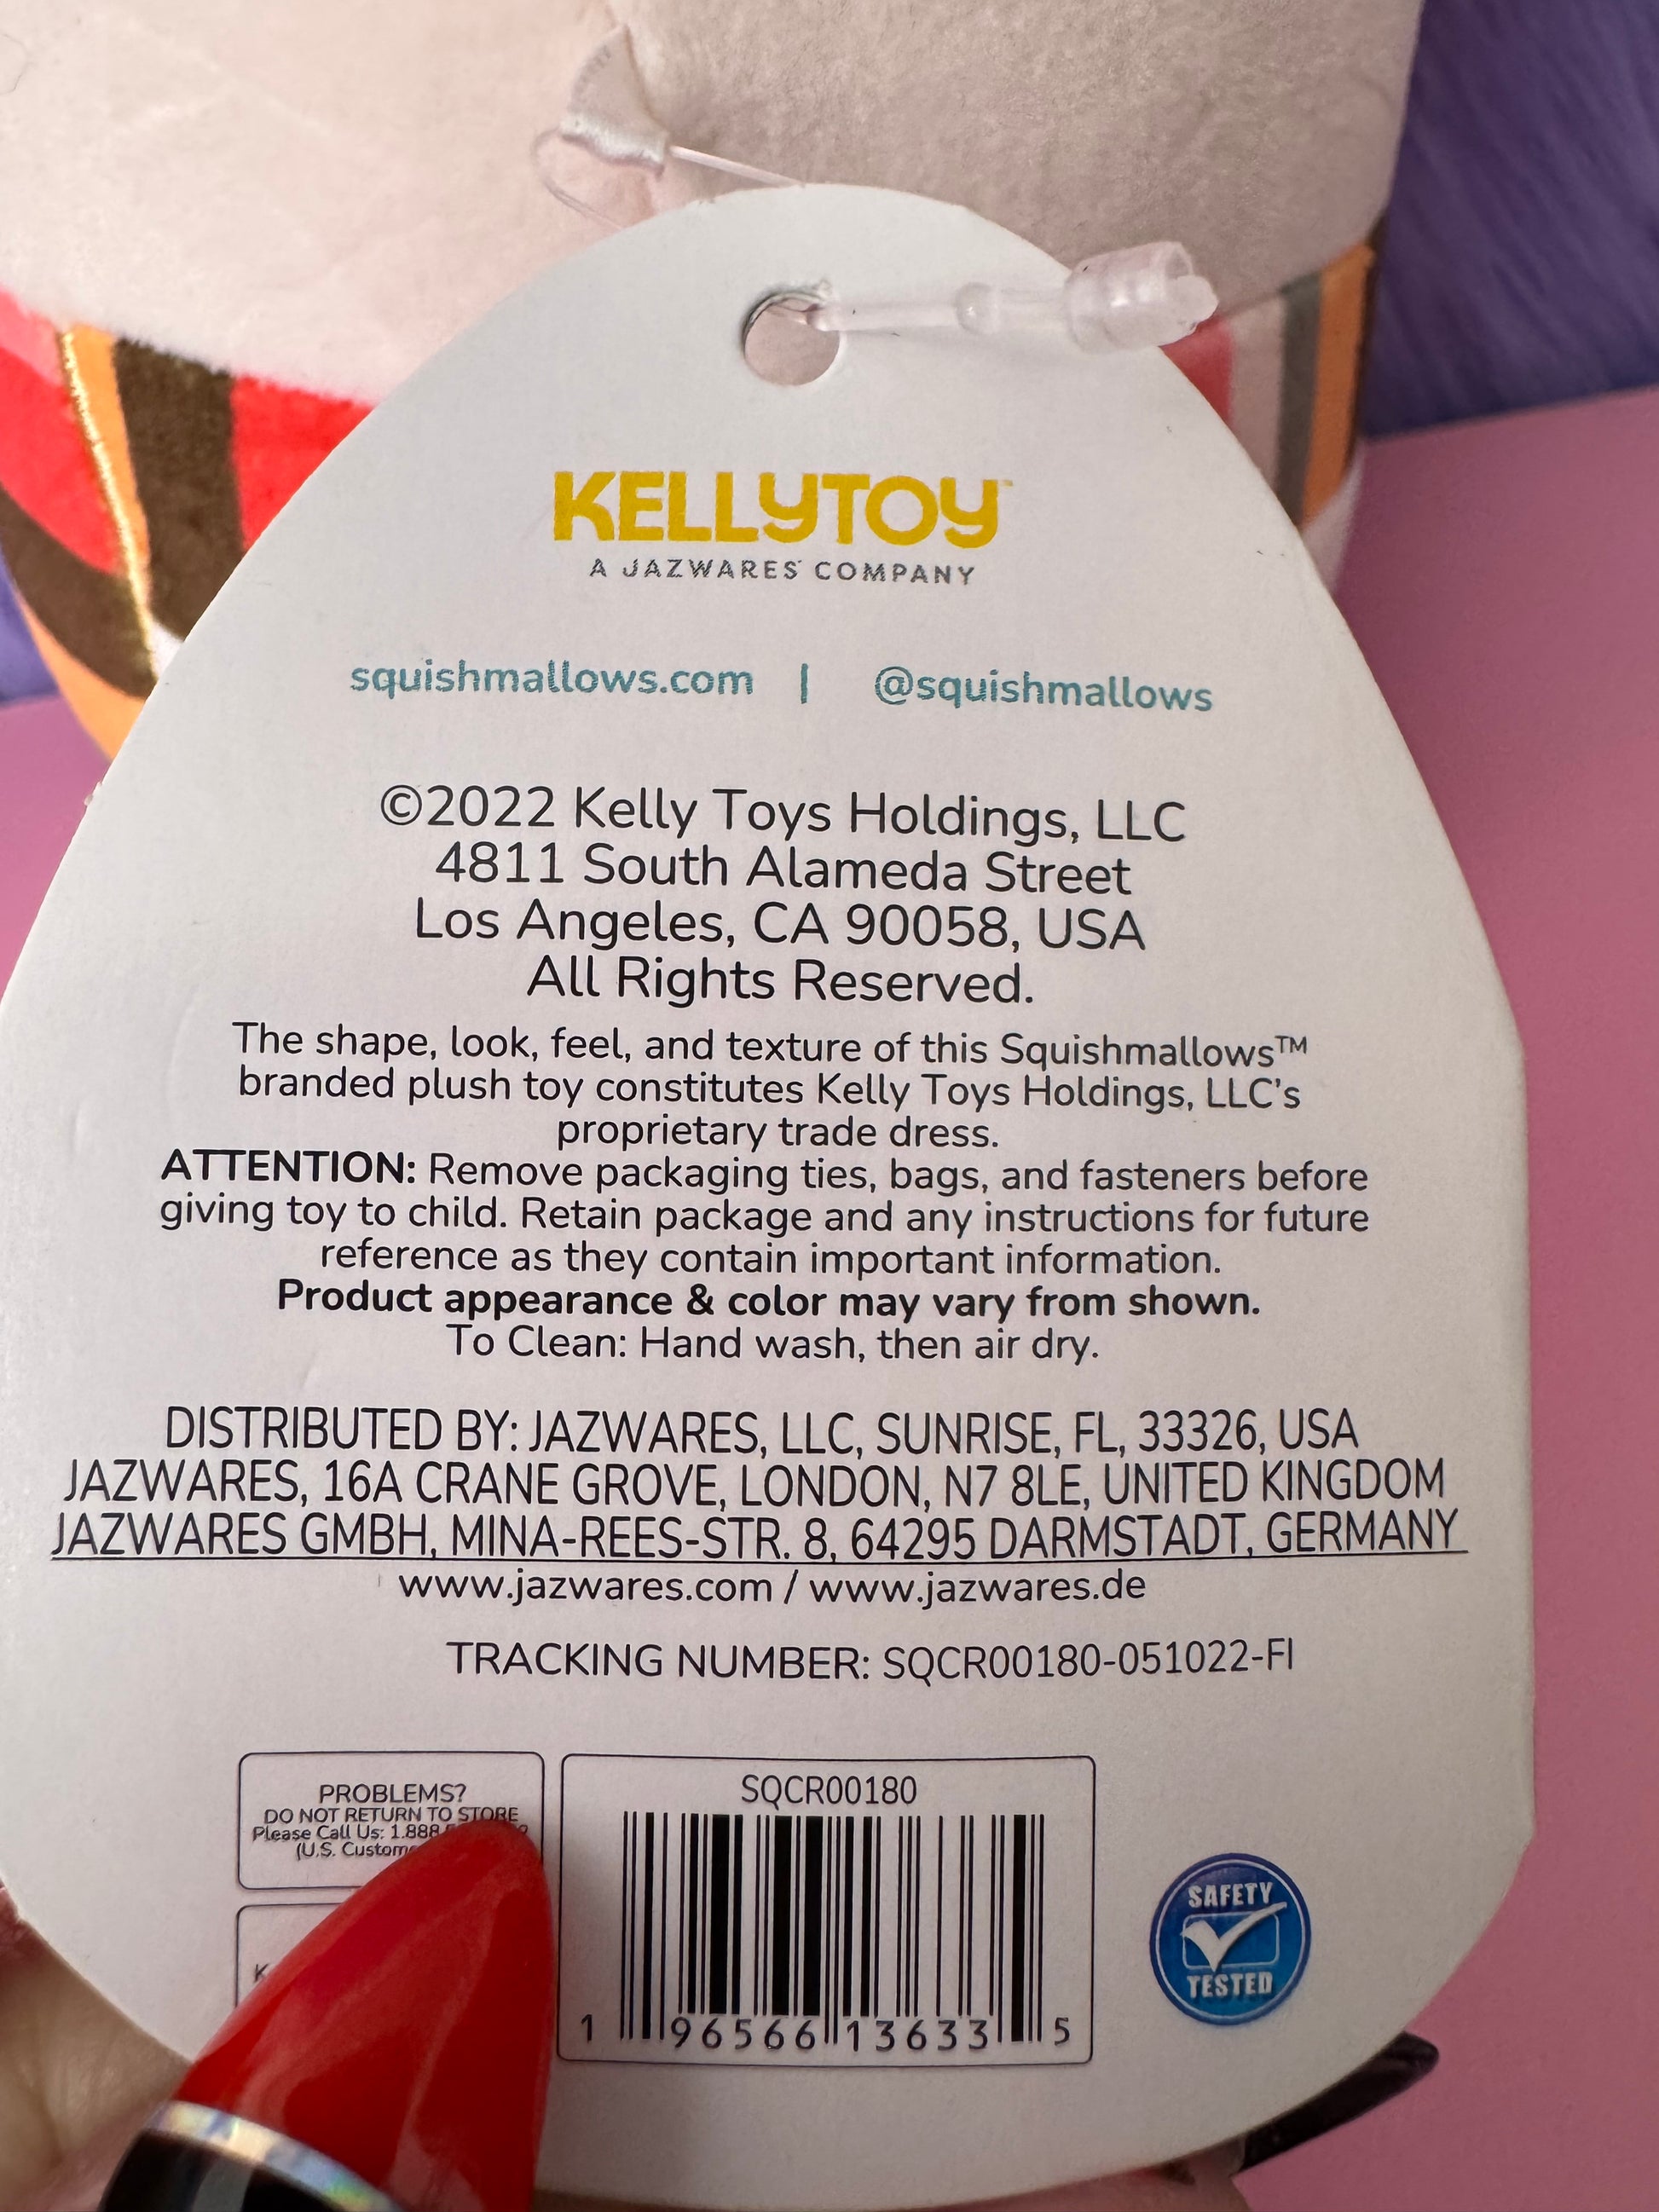 KELLYTOY™
A JAZWARES COMPANY
squishmallows.com | @squishmallows
©2022 Kelly Toys Holdings, LLC
4811 South Alameda Street
Los Angeles, CA 90058, USA
All Rights Reserved.
The shape, look, feel, and texture of this Squishmallows™
branded plush toy constitutes Kelly Toys Holdings, LLC's
proprietary trade dress.
ATTENTION: Remove packaging ties, bags, and fasteners before
giving toy to child. Retain package and any instructions for future
reference as they contain important information.
Product appearance & color may vary from shown.
To Clean: Hand wash, then air dry.
DISTRIBUTED BY: JAZWARES, LLC, SUNRISE, FL, 33326, USA
JAZWARES, 16A CRANE GROVE, LONDON, N7 8LE, UNITED KINGDOM
JAZWARES GMBH, MINA-REES-STR. 8, 64295 DARMSTADT, GERMANY
www.jazwares.com / www.jazwares.de
TRACKING NUMBER: SQCR00180-051022-FI
PROBLEMS?
DO NOT RETURN TO STORE
Please Call Us: 1.888
(U.S.
SQCR00180
1 96566 13633 5
SAFETY
TESTED